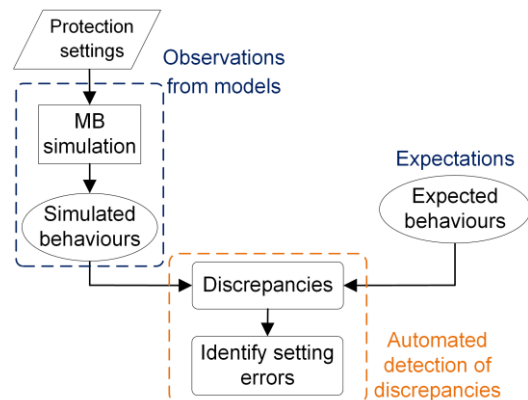 Protection
settings
Observations
from models
MB
simulation
Simulated
behaviours
Expectations
Expected
behaviours
Discrepancies
Identify setting
errors
Automated
detection of
discrepancies